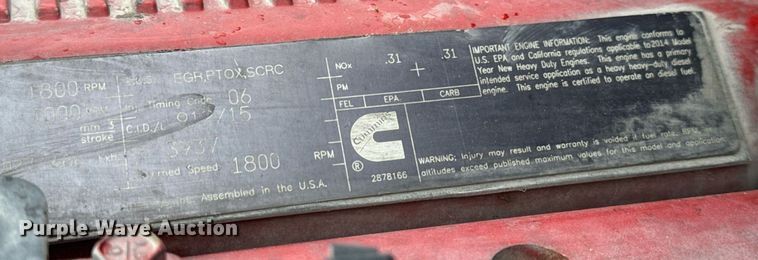 1800 RPM
EGH,PTOX,SCRC
Timing Code 06
mm 3
stroke
C.I.D./L 15
Speed 1800 RPM
Assembled in the U.S.A.
NOx .31 + .31
PM
FEL EPA CARB
Cummins
®
2878166
IMPORTANT ENGINE INFORMATION: This engine conforms to
U.S. EPA and California regulations applicable to 2014 Model
Year New Heavy Duty Engines. This engine has a primary
intended service application as a heavy heavy-duty diesel
engine. This engine is certified to operate on diesel fuel.
WARNING: Injury may result and warranty is voided if fuel rate, RPM,
altitudes exceed published maximum values for this model and application.
Purple Wave Auction